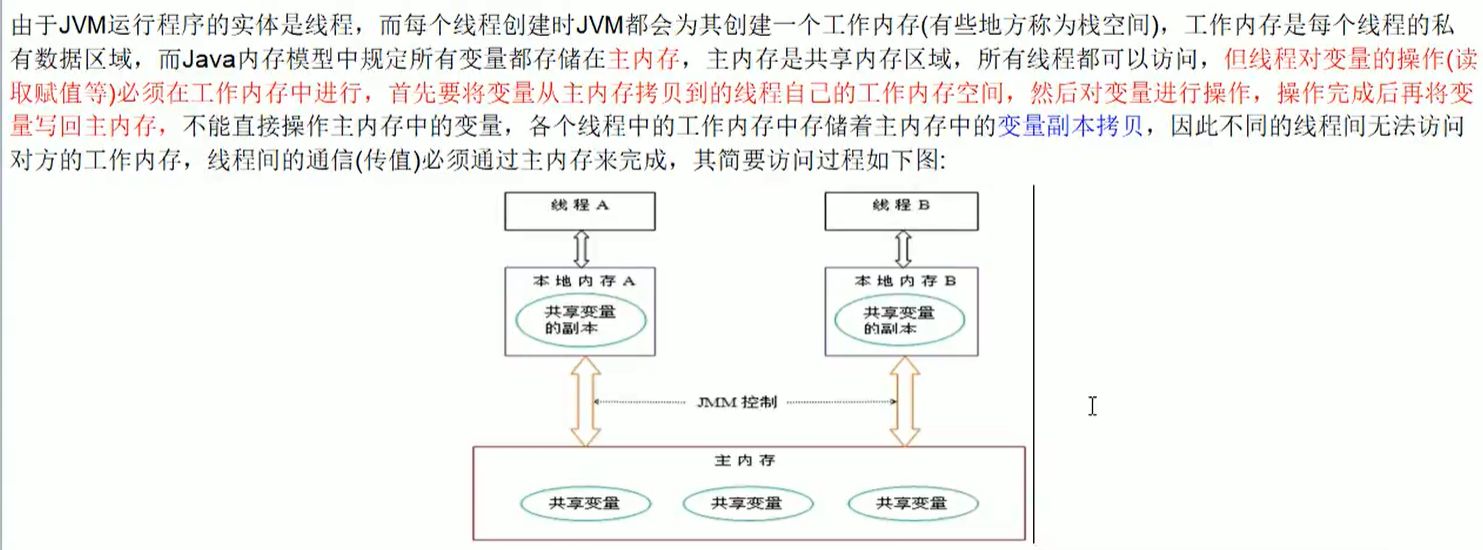 由于JVM运行程序的实体是线程，而每个线程创建时JVM都会为其创建一个工作内存(有些地方称为栈空间)，工作内存是每个线程的私
有数据区域，而Java内存模型中规定所有变量都存储在主内存，主内存是共享内存区域，所有线程都可以访问，但线程对变量的操作(读
取赋值等)必须在工作内存中进行，首先要将变量从主内存拷贝到的线程自己的工作内存空间，然后对变量进行操作，操作完成后再将变
量写回主内存，不能直接操作主内存中的变量，各个线程中的工作内存中存储着主内存中的变量副本拷贝，因此不同的线程间无法访问
对方的工作内存，线程间的通信(传值)必须通过主内存来完成，其简要访问过程如下图:
线程A
线程B
本地内存A
本地内存B
共享变量
的副本
共享变量
的副本
JMM控制
主内存
共享变量
共享变量
共享变量